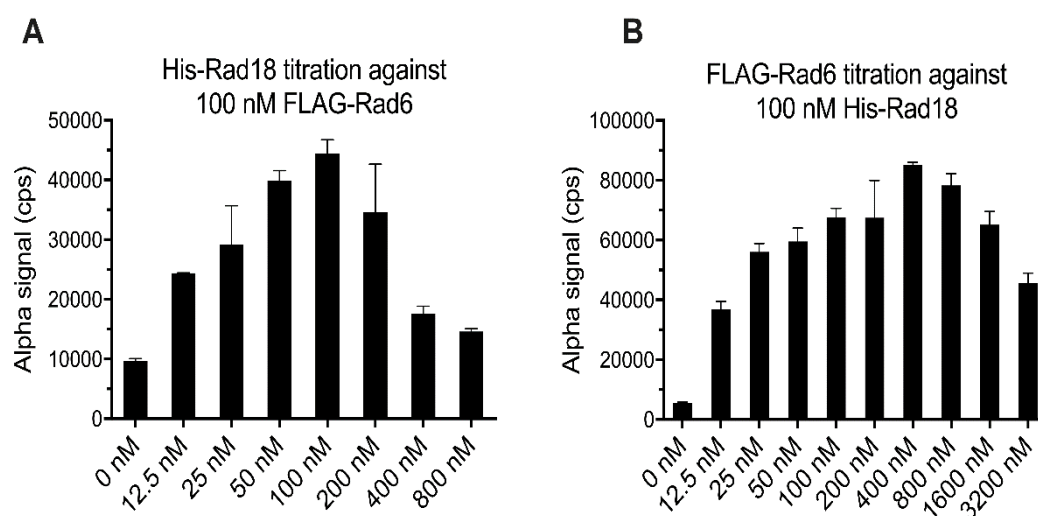 A
His-Rad18 titration against
100 nM FLAG-Rad6
Alpha signal (cps)
50000
40000
30000
20000
10000
0
0 nM
12.5 nM
25 nM
50 nM
100 nM
200 nM
400 nM
800 nM
B
FLAG-Rad6 titration against
100 nM His-Rad18
Alpha signal (cps)
100000
80000
60000
40000
20000
0
0 nM
12.5 nM
25 nM
50 nM
100 nM
200 nM
400 nM
800 nM
1600 nM
3200 nM